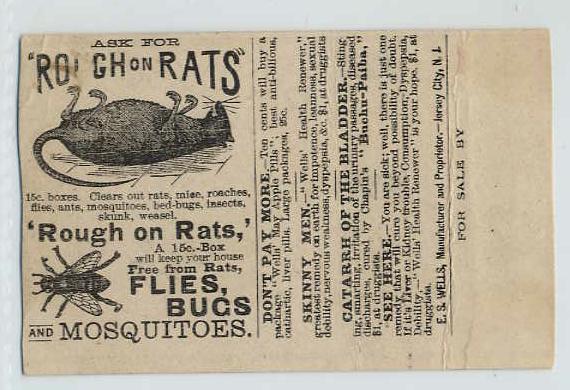 ASK FOR
"ROUGH ON RATS"
15c. boxes. Clears out rats, mice, roaches,
flies, ants, mosquitoes, bed-bugs, insects,
skunk, weasel.
'Rough on Rats,'
A 15c.-Box
will keep your house
Free from Rats,
FLIES,
BUGS
AND MOSQUITOES.
DON'T PAY MORE.—Ten cents will buy a
package "Wells' May Apple Pills"; best anti-bilious,
cathartic, liver pills. Large packages, 25c.
SKINNY MEN.—"Wells' Health Renewer,"
greatest remedy on earth for impotence, leanness, sexual
debility, nervous weakness, dyspepsia, &c. $1, at druggists
CATARRH OF THE BLADDER.—Sting-
ing, smarting, irritation of the urinary passages, diseased
discharges, cured by Chapin's Buchu-Paiba,"
$1, at druggists.
"SEE HERE.—You are sick; well, there is just one
remedy that will cure you beyond possibility of doubt.
If it's Liver or Kidney trouble, Consumption, Dyspepsia,
Debility.—"Wells' Health Renewer" is your hope. $1, at
druggists.
E. S. WELLS, Manufacturer and Proprietor.—Jersey City, N. J.
FOR SALE BY